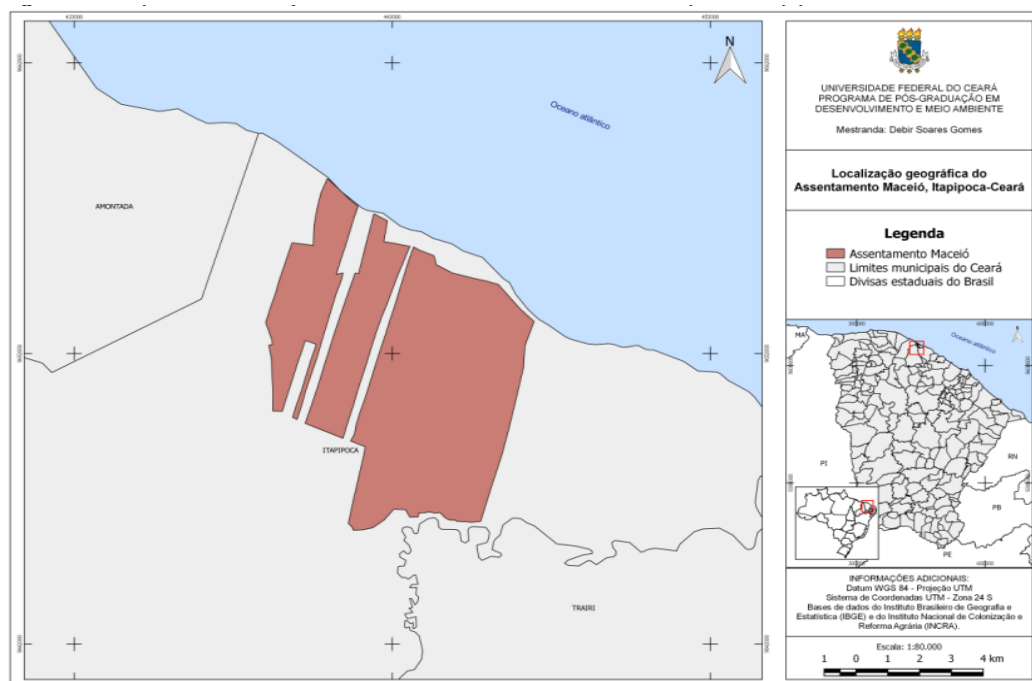 430000
440000
450000
N
Oceano atlântico
AMONTADA
ITAPIPOCA
TRAIRI
UNIVERSIDADE FEDERAL DO CEARÁ
PROGRAMA DE PÓS-GRADUAÇÃO EM
DESENVOLVIMENTO E MEIO AMBIENTE
Mestranda: Debir Soares Gomes
Localização geográfica do
Assentamento Maceió, Itapipoca-Ceará
Legenda
Assentamento Maceió
Limites municipais do Ceará
Divisas estaduais do Brasil
MA
Oceano atlântico
PI
RN
PB
PE
INFORMAÇÕES ADICIONAIS:
Datum WGS 84 - Projeção UTM
Sistema de Coordenadas UTM - Zona 24 S
Bases de dados do Instituto Brasileiro de Geografia e
Estatística (IBGE) e do Instituto Nacional de Colonização e
Reforma Agrária (INCRA).
Escala: 1:80.000
1 0 1 2 3 4 km